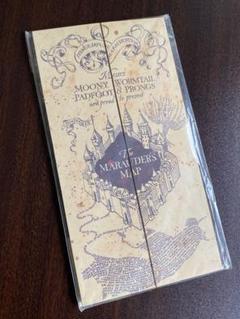 Messrs
MOONY, WORMTAIL,
PADFOOT & PRONGS
are proud to present
The
MARAUDER'S
MAP